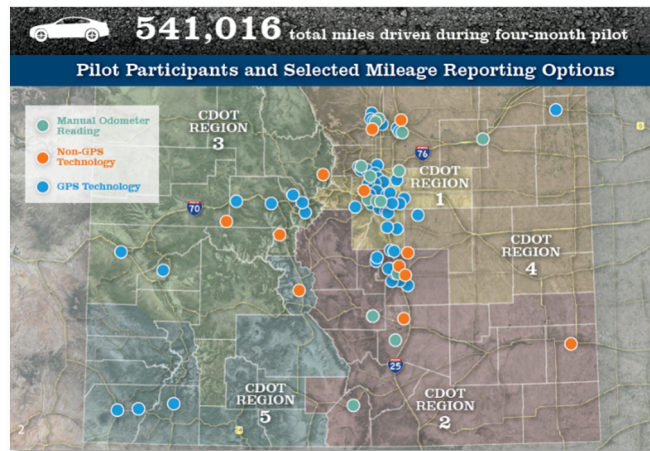 541,016 total miles driven during four-month pilot
Pilot Participants and Selected Mileage Reporting Options
Manual Odometer
Reading
Non-GPS
Technology
GPS Technology
CDOT
REGION
3
76
CDOT
REGION
1
70
CDOT
REGION
4
25
CDOT
REGION
5
CDOT
REGION
2
2